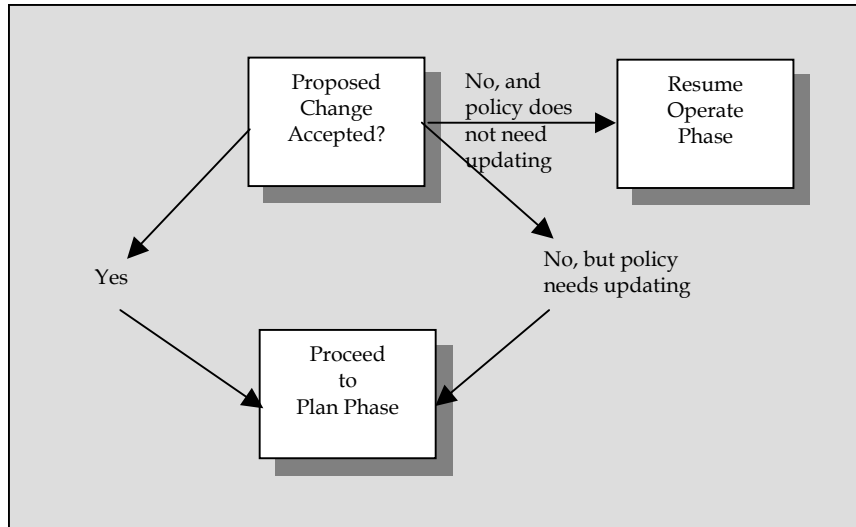 Proposed
Change
Accepted?
No, and
policy does
not need
updating
Resume
Operate
Phase
Yes
No, but policy
needs updating
Proceed
to
Plan Phase